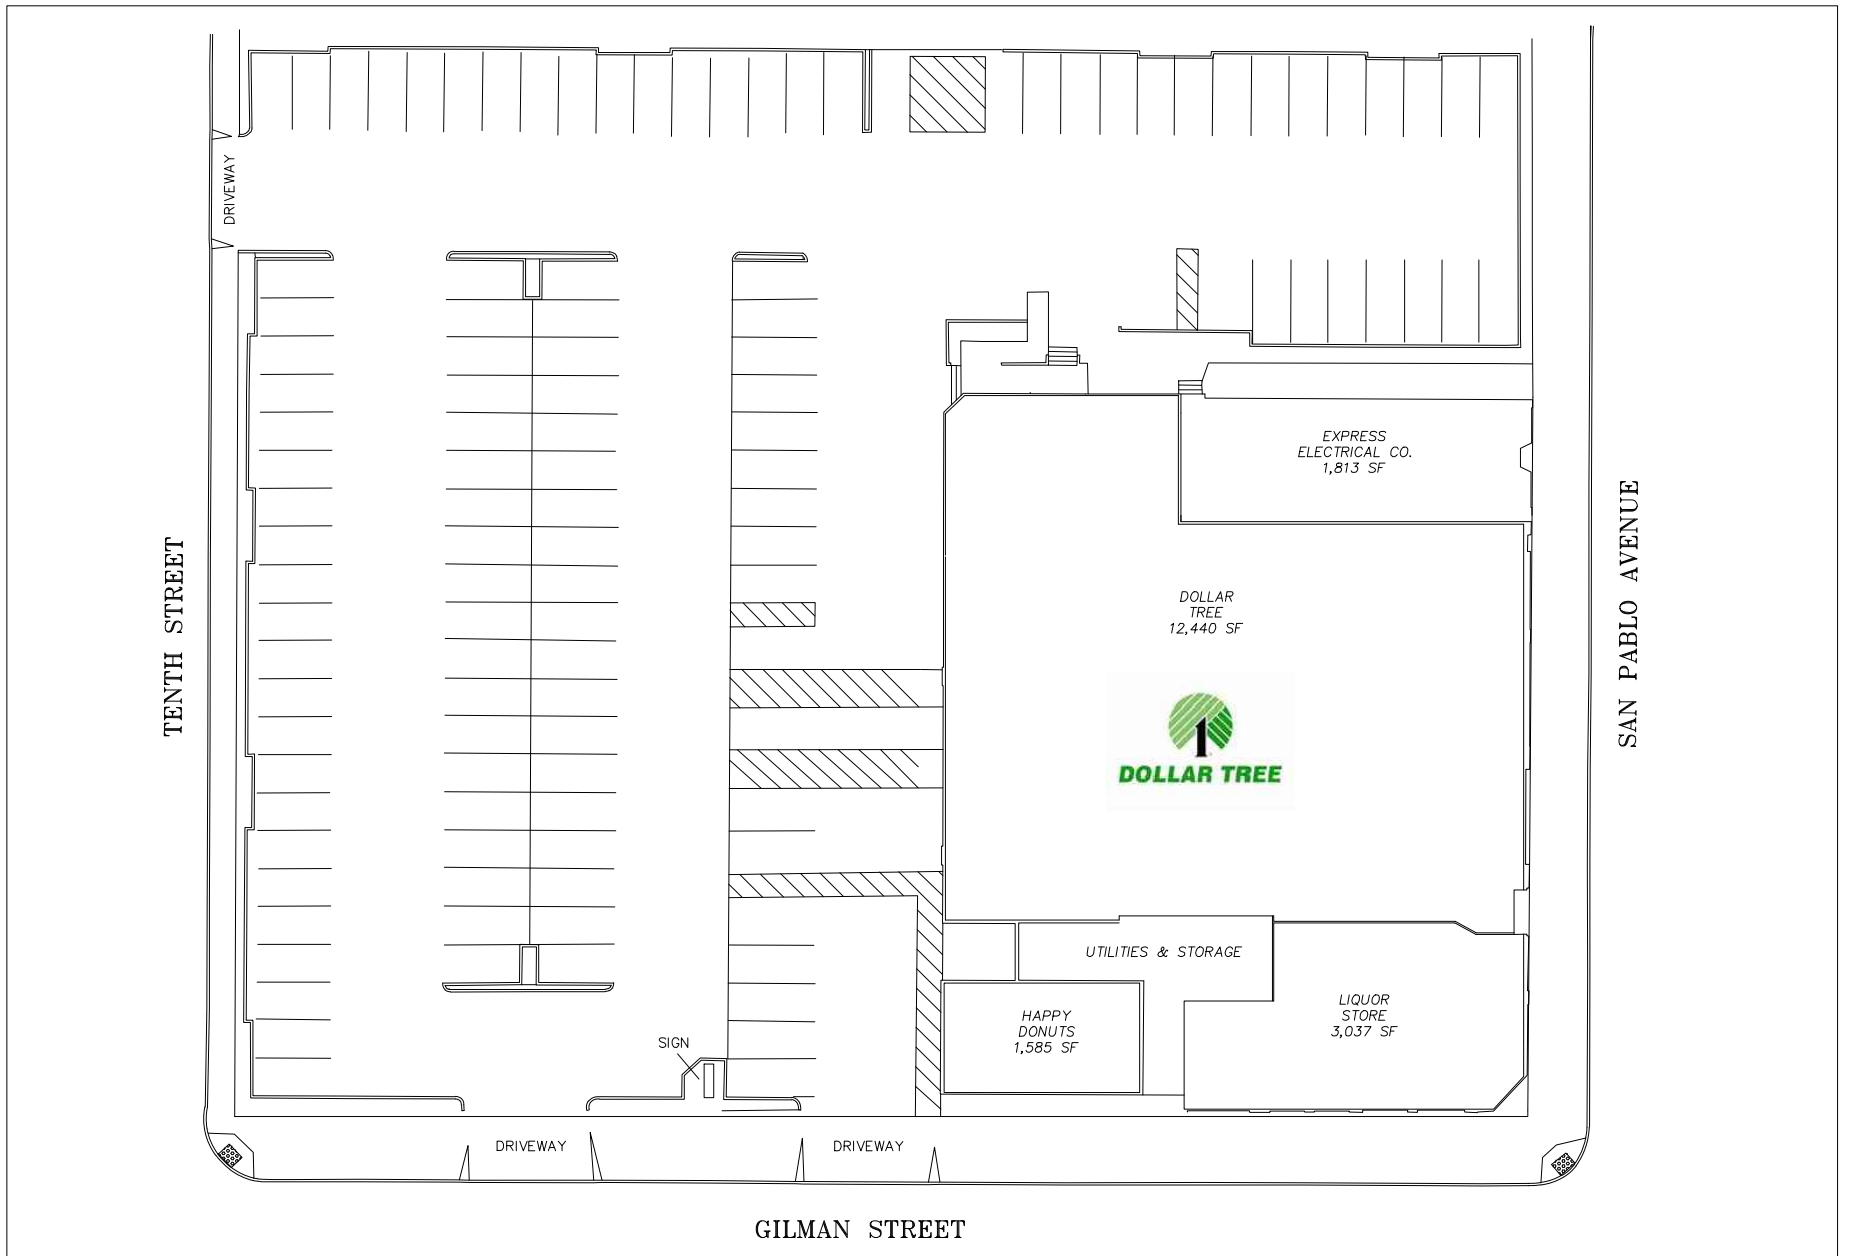 DRIVEWAY
EXPRESS
ELECTRICAL CO.
1,813 SF
TENTH STREET
SAN PABLO AVENUE
DOLLAR
TREE
12,440 SF
1
DOLLAR TREE
UTILITIES & STORAGE
LIQUOR
STORE
3,037 SF
HAPPY
DONUTS
1,585 SF
SIGN
DRIVEWAY
DRIVEWAY
GILMAN STREET